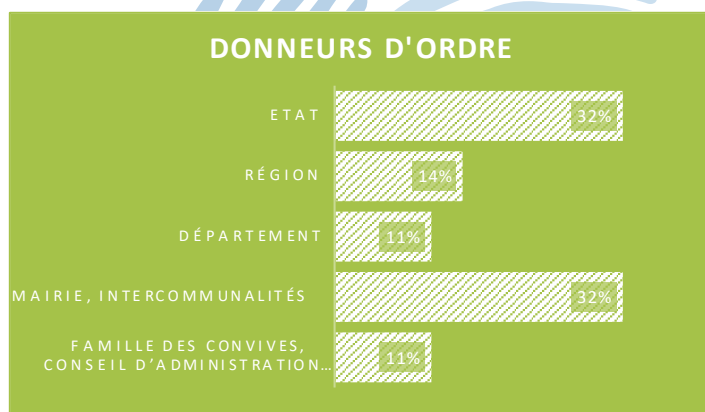 DONNEURS D'ORDRE
ETAT
32%
RÉGION
14%
DÉPARTEMENT
11%
MAIRIE, INTERCOMMUNALITÉS
32%
FAMILLE DES CONVIVES,
CONSEIL D’ADMINISTRATION…
11%